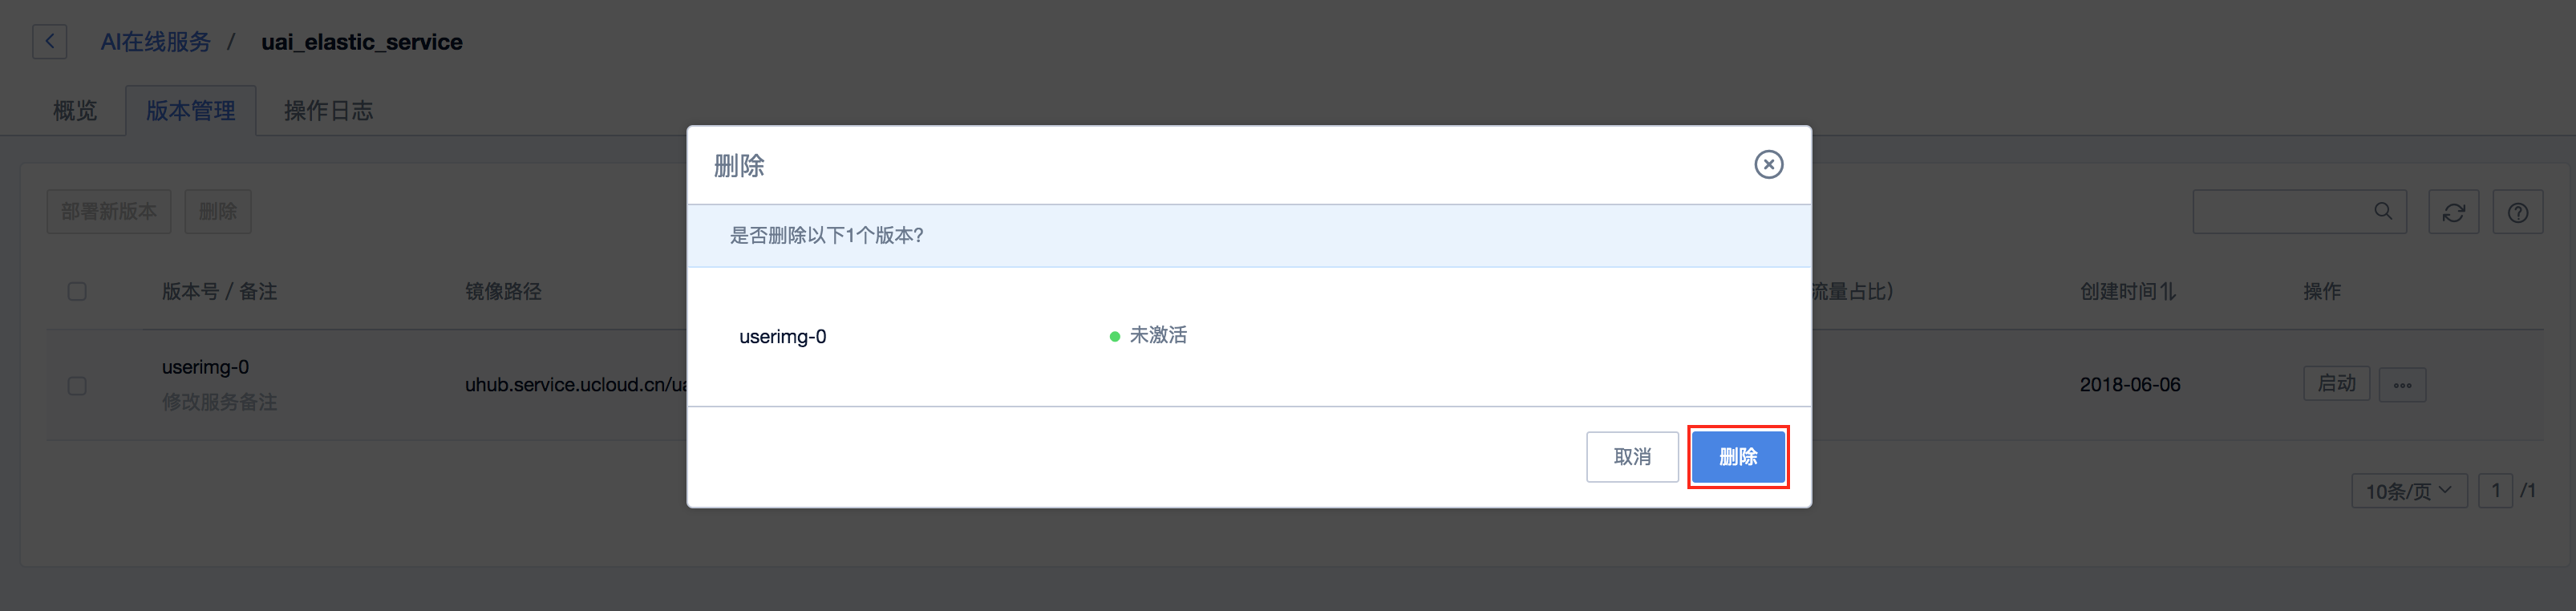 AI在线服务 / uai_elastic_service
概览 版本管理 操作日志
删除
部署新版本 删除
是否删除以下1个版本?
版本号 / 备注 镜像路径 流量占比) 创建时间 操作
userimg-0 未激活
userimg-0
修改服务备注
uhub.service.ucloud.cn/ua 2018-06-06 启动
取消 删除
10条/页 1 /1